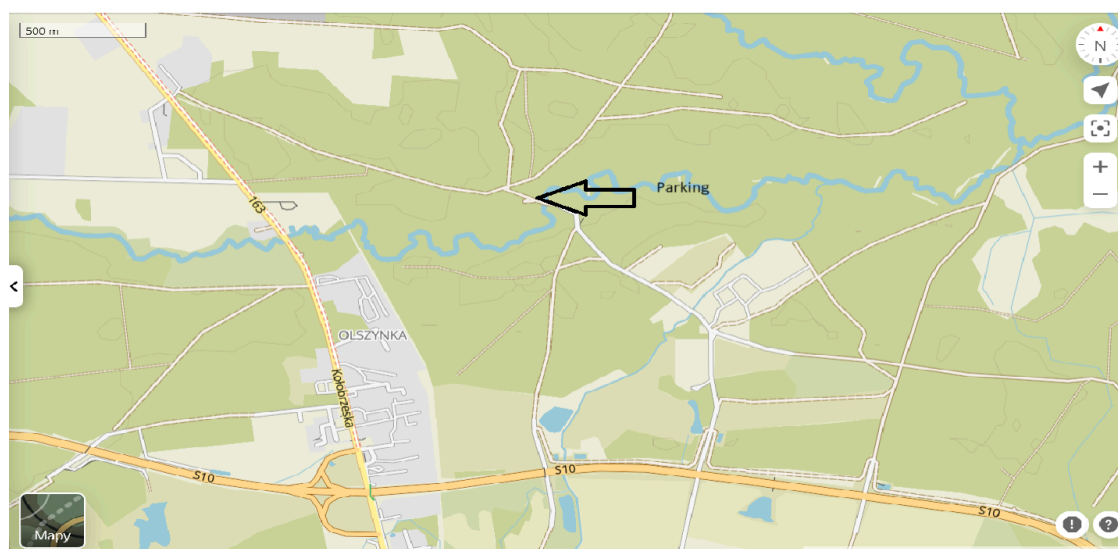 500 m
N
Parking
163
OLSZYNKA
Kołobrzeska
S10
S10
S10
Mapy